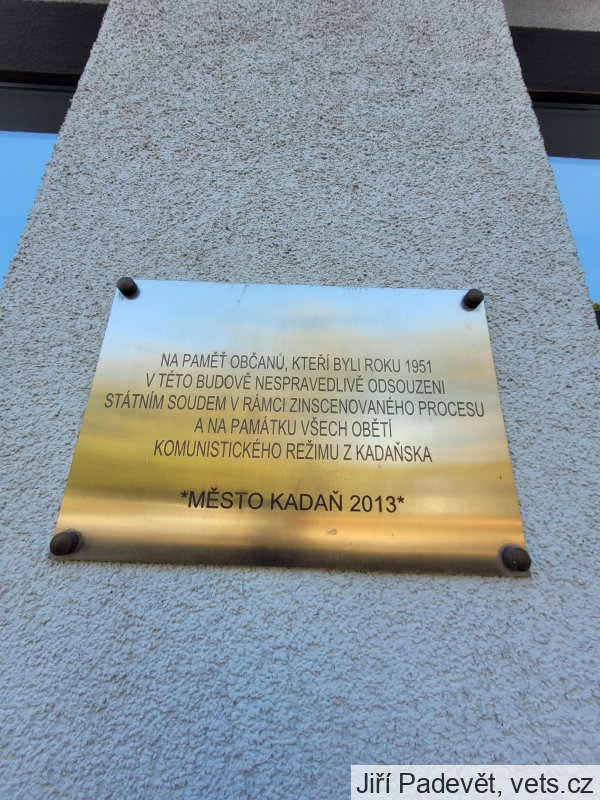 NA PAMĚŤ OBČANŮ, KTEŘÍ BYLI ROKU 1951
V TÉTO BUDOVĚ NESPRAVEDLIVĚ ODSOUZENI
STÁTNÍM SOUDEM V RÁMCI ZINSCENOVANÉHO PROCESU
A NA PAMÁTKU VŠECH OBĚTÍ
KOMUNISTICKÉHO REŽIMU Z KADAŇSKA
*MĚSTO KADAŇ 2013*
Jiří Padevět, vets.cz